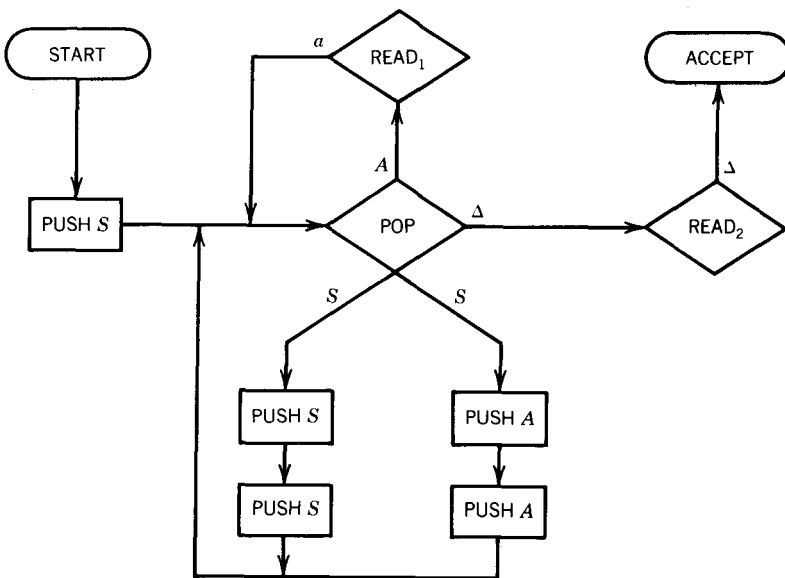 START
a
READ₁
ACCEPT
A
Δ
Δ
PUSH S
POP
READ₂
S
S
PUSH S
PUSH A
PUSH S
PUSH A